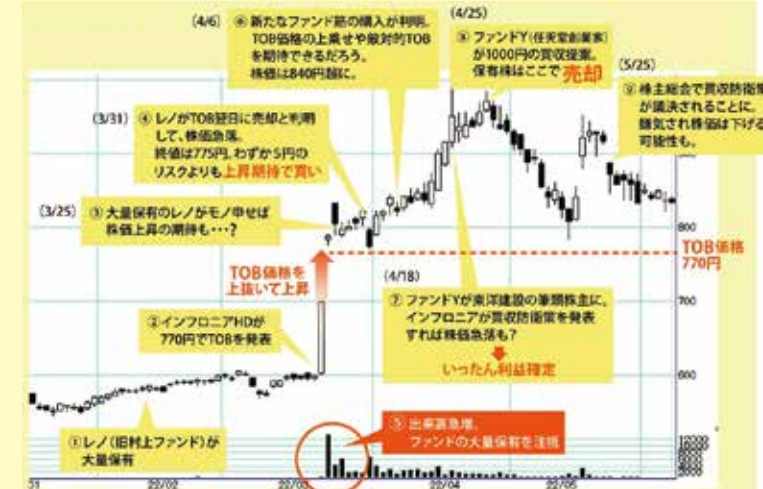 (4/6)
⑥ 新たなファンド筋の購入が判明。
TOB価格の上乗せや敵対的TOB
を期待できるだろう。
株価は840円超に。
(4/25)
⑧ ファンドY(任天堂創業家)
が1000円の買収提案。
保有株はここで 売却
(5/25)
⑨ 株主総会で買収防衛策
が議決されることに。
嫌気され株価は下げる
可能性も。
(3/31)
④ レノがTOB翌日に売却と判明
して、株価急落。
終値は775円。わずか5円の
リスクよりも上昇期待で買い
(3/25)
③ 大量保有のレノがモノ申せば
株価上昇の期待も・・・?
800
TOB価格
770円
TOB価格を
上抜いて上昇
(4/18)
700
② インフロニアHDが
770円でTOBを発表
⑦ ファンドYが東洋建設の筆頭株主に。
インフロニアが買収防衛策を発表
すれば株価急落も?
いったん利益確定
600
① レノ(旧村上ファンド)が
大量保有
⑤ 出来高急増。
ファンドの大量保有を注視
01
22/02
22/03
22/04
22/05